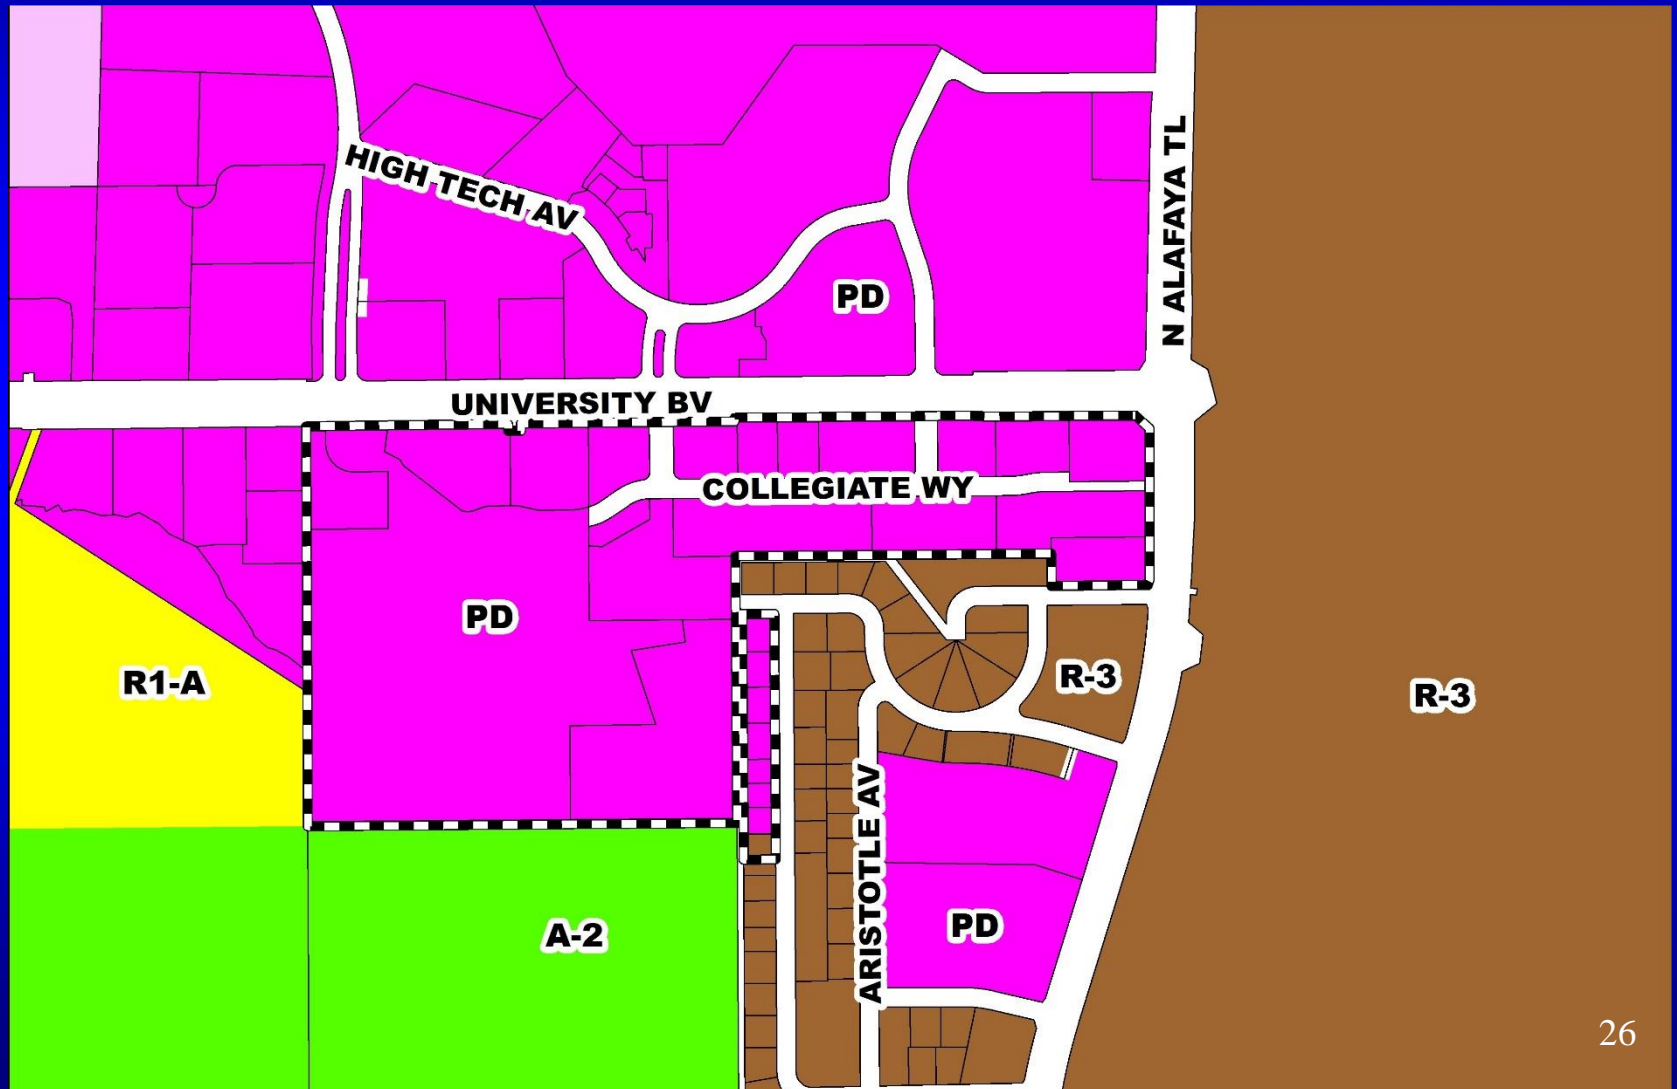 HIGH TECH AV
N ALAFAYA TL
PD
UNIVERSITY BV
COLLEGIATE WY
PD
R1-A
R-3
R-3
ARISTOTLE AV
A-2
PD
26